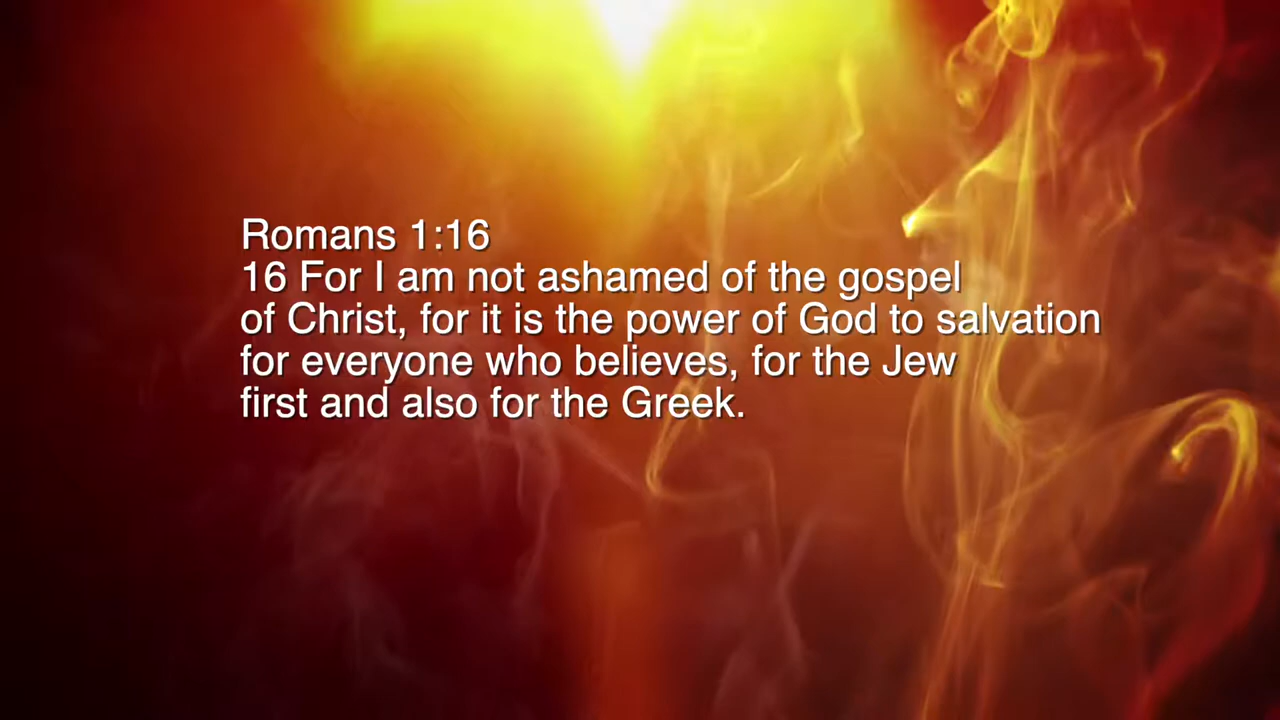 Romans 1:16
16 For I am not ashamed of the gospel
of Christ, for it is the power of God to salvation
for everyone who believes, for the Jew
first and also for the Greek.